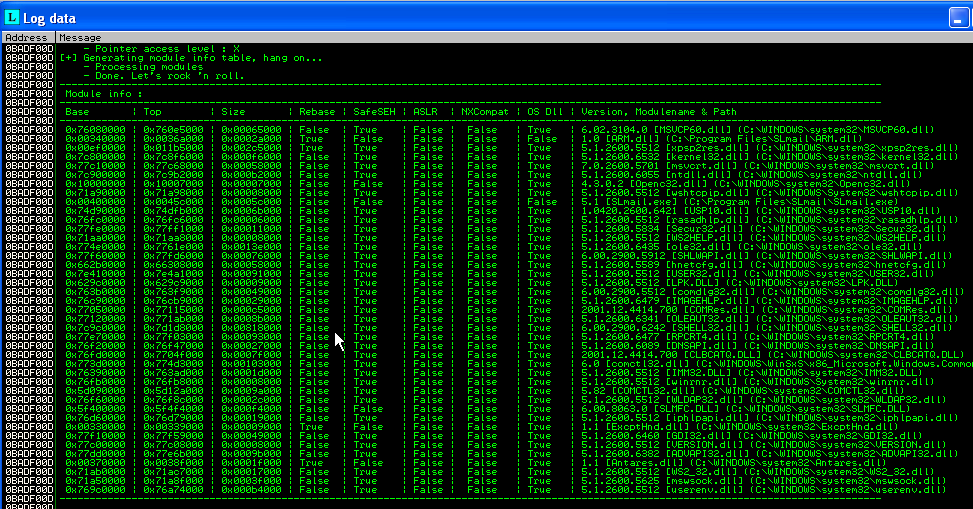 L Log data
Address Message
0BADF00D - Pointer access level : X
0BADF00D [+] Generating module info table, hang on...
0BADF00D - Processing modules
0BADF00D - Done. Let's rock 'n roll.
0BADF00D
0BADF00D Module info :
0BADF00D
0BADF00D Base | Top | Size | Rebase | SafeSEH | ASLR | NXCompat | OS Dll | Version, Modulename & Path
0BADF00D
0BADF00D 0x76080000 | 0x760e5000 | 0x00065000 | False | True | False | False | True | 6.02.3104.0 [MSVCP60.dll] (C:\WINDOWS\system32\MSVCP60.dll)
0BADF00D 0x00340000 | 0x0036a000 | 0x0002a000 | True | False | False | False | False | 1.0 [ARM.dll] (C:\Program Files\SLmail\ARM.dll)
0BADF00D 0x00ef0000 | 0x011b5000 | 0x002c5000 | True | True | False | False | True | 5.1.2600.5512 [xpsp2res.dll] (C:\WINDOWS\system32\xpsp2res.dll)
0BADF00D 0x7c800000 | 0x7c8f6000 | 0x000f6000 | False | True | False | False | True | 5.1.2600.6532 [kernel32.dll] (C:\WINDOWS\system32\kernel32.dll)
0BADF00D 0x77c10000 | 0x77c68000 | 0x00058000 | False | True | False | False | True | 7.0.2600.5701 [msvcrt.dll] (C:\WINDOWS\system32\msvcrt.dll)
0BADF00D 0x7c900000 | 0x7c9b2000 | 0x000b2000 | False | True | False | False | True | 5.1.2600.6055 [ntdll.dll] (C:\WINDOWS\system32\ntdll.dll)
0BADF00D 0x10000000 | 0x10007000 | 0x00007000 | False | False | False | False | True | 4.3.0.2 [Openc32.dll] (C:\WINDOWS\system32\Openc32.dll)
0BADF00D 0x71a90000 | 0x71a98000 | 0x00008000 | False | True | False | False | True | 5.1.2600.5512 [wshtcpip.dll] (C:\WINDOWS\System32\wshtcpip.dll)
0BADF00D 0x00400000 | 0x0045c000 | 0x0005c000 | False | False | False | False | False | 5.1 [SLmail.exe] (C:\Program Files\SLmail\SLmail.exe)
0BADF00D 0x74d90000 | 0x74dfb000 | 0x0006b000 | False | True | False | False | True | 1.0420.2600.6421 [USP10.dll] (C:\WINDOWS\system32\USP10.dll)
0BADF00D 0x76fc0000 | 0x76fc6000 | 0x00006000 | False | True | False | False | True | 5.1.2600.5512 [rasadhlp.dll] (C:\WINDOWS\system32\rasadhlp.dll)
0BADF00D 0x77fe0000 | 0x77ff1000 | 0x00011000 | False | True | False | False | True | 5.1.2600.5834 [Secur32.dll] (C:\WINDOWS\system32\Secur32.dll)
0BADF00D 0x71aa0000 | 0x71aa8000 | 0x00008000 | False | True | False | False | True | 5.1.2600.5512 [WS2HELP.dll] (C:\WINDOWS\system32\WS2HELP.dll)
0BADF00D 0x774e0000 | 0x7761e000 | 0x0013e000 | False | True | False | False | True | 5.1.2600.6435 [ole32.dll] (C:\WINDOWS\system32\ole32.dll)
0BADF00D 0x77f60000 | 0x77fd6000 | 0x00076000 | False | True | False | False | True | 6.00.2900.5912 [SHLWAPI.dll] (C:\WINDOWS\system32\SHLWAPI.dll)
0BADF00D 0x662b0000 | 0x66308000 | 0x00058000 | False | True | False | False | True | 5.1.2600.5512 [hnetcfg.dll] (C:\WINDOWS\system32\hnetcfg.dll)
0BADF00D 0x7e410000 | 0x7e4a1000 | 0x00091000 | False | True | False | False | True | 5.1.2600.5512 [USER32.dll] (C:\WINDOWS\system32\USER32.dll)
0BADF00D 0x629c0000 | 0x629c9000 | 0x00009000 | False | True | False | False | True | 5.1.2600.5512 [LPK.DLL] (C:\WINDOWS\system32\LPK.DLL)
0BADF00D 0x763b0000 | 0x763f9000 | 0x00049000 | False | True | False | False | True | 6.00.2900.5512 [comdlg32.dll] (C:\WINDOWS\system32\comdlg32.dll)
0BADF00D 0x76c90000 | 0x76cb9000 | 0x00029000 | False | True | False | False | True | 5.1.2600.6479 [IMAGEHLP.dll] (C:\WINDOWS\system32\IMAGEHLP.dll)
0BADF00D 0x77050000 | 0x77115000 | 0x000c5000 | False | True | False | False | True | 2001.12.4414.700 [COMRes.dll] (C:\WINDOWS\system32\COMRes.dll)
0BADF00D 0x77120000 | 0x771ab000 | 0x0008b000 | False | True | False | False | True | 5.1.2600.6341 [OLEAUT32.dll] (C:\WINDOWS\system32\OLEAUT32.dll)
0BADF00D 0x7c9c0000 | 0x7d1d8000 | 0x00818000 | False | True | False | False | True | 6.00.2900.6242 [SHELL32.dll] (C:\WINDOWS\system32\SHELL32.dll)
0BADF00D 0x77e70000 | 0x77f03000 | 0x00093000 | False | True | False | False | True | 5.1.2600.6477 [RPCRT4.dll] (C:\WINDOWS\system32\RPCRT4.dll)
0BADF00D 0x76f20000 | 0x76f47000 | 0x00027000 | False | True | False | False | True | 5.1.2600.6089 [DNSAPI.dll] (C:\WINDOWS\system32\DNSAPI.dll)
0BADF00D 0x76fd0000 | 0x7704f000 | 0x0007f000 | False | True | False | False | True | 2001.12.4414.700 [CLBCATQ.DLL] (C:\WINDOWS\system32\CLBCATQ.DLL)
0BADF00D 0x773d0000 | 0x774d3000 | 0x00103000 | False | True | False | False | True | 6.0 [comctl32.dll] (C:\WINDOWS\WinSxS\x86_Microsoft.Windows.Common
0BADF00D 0x76390000 | 0x763ad000 | 0x0001d000 | False | True | False | False | True | 5.1.2600.5512 [IMM32.DLL] (C:\WINDOWS\system32\IMM32.DLL)
0BADF00D 0x76fb0000 | 0x76fb8000 | 0x00008000 | False | True | False | False | True | 5.1.2600.5512 [winrnr.dll] (C:\WINDOWS\System32\winrnr.dll)
0BADF00D 0x5d090000 | 0x5d12a000 | 0x0009a000 | False | True | False | False | True | 5.82 [COMCTL32.dll] (C:\WINDOWS\system32\COMCTL32.dll)
0BADF00D 0x76f60000 | 0x76f8c000 | 0x0002c000 | False | True | False | False | True | 5.1.2600.5512 [WLDAP32.dll] (C:\WINDOWS\system32\WLDAP32.dll)
0BADF00D 0x5f400000 | 0x5f4f4000 | 0x000f4000 | False | False | False | False | True | 6.00.8063.0 [SLMFC.DLL] (C:\WINDOWS\system32\SLMFC.DLL)
0BADF00D 0x76d60000 | 0x76d79000 | 0x00019000 | False | True | False | False | True | 5.1.2600.5512 [iphlpapi.dll] (C:\WINDOWS\system32\iphlpapi.dll)
0BADF00D 0x00330000 | 0x00339000 | 0x00009000 | True | False | False | False | True | 1.1 [ExcptHnd.dll] (C:\WINDOWS\system32\ExcptHnd.dll)
0BADF00D 0x77f10000 | 0x77f59000 | 0x00049000 | False | True | False | False | True | 5.1.2600.6460 [GDI32.dll] (C:\WINDOWS\system32\GDI32.dll)
0BADF00D 0x77c00000 | 0x77c08000 | 0x00008000 | False | True | False | False | True | 5.1.2600.5512 [VERSION.dll] (C:\WINDOWS\system32\VERSION.dll)
0BADF00D 0x77dd0000 | 0x77e6b000 | 0x0009b000 | False | True | False | False | True | 5.1.2600.6382 [ADVAPI32.dll] (C:\WINDOWS\system32\ADVAPI32.dll)
0BADF00D 0x00370000 | 0x0038f000 | 0x0001f000 | True | False | False | False | True | 1.1 [Antares.dll] (C:\WINDOWS\system32\Antares.dll)
0BADF00D 0x71ab0000 | 0x71ac7000 | 0x00017000 | False | True | False | False | True | 5.1.2600.5512 [WS2_32.dll] (C:\WINDOWS\system32\WS2_32.dll)
0BADF00D 0x71a50000 | 0x71a8f000 | 0x0003f000 | False | True | False | False | True | 5.1.2600.5625 [mswsock.dll] (C:\WINDOWS\system32\mswsock.dll)
0BADF00D 0x769c0000 | 0x76a74000 | 0x000b4000 | False | True | False | False | True | 5.1.2600.5512 [userenv.dll] (C:\WINDOWS\system32\userenv.dll)
0BADF00D
0BADF00D